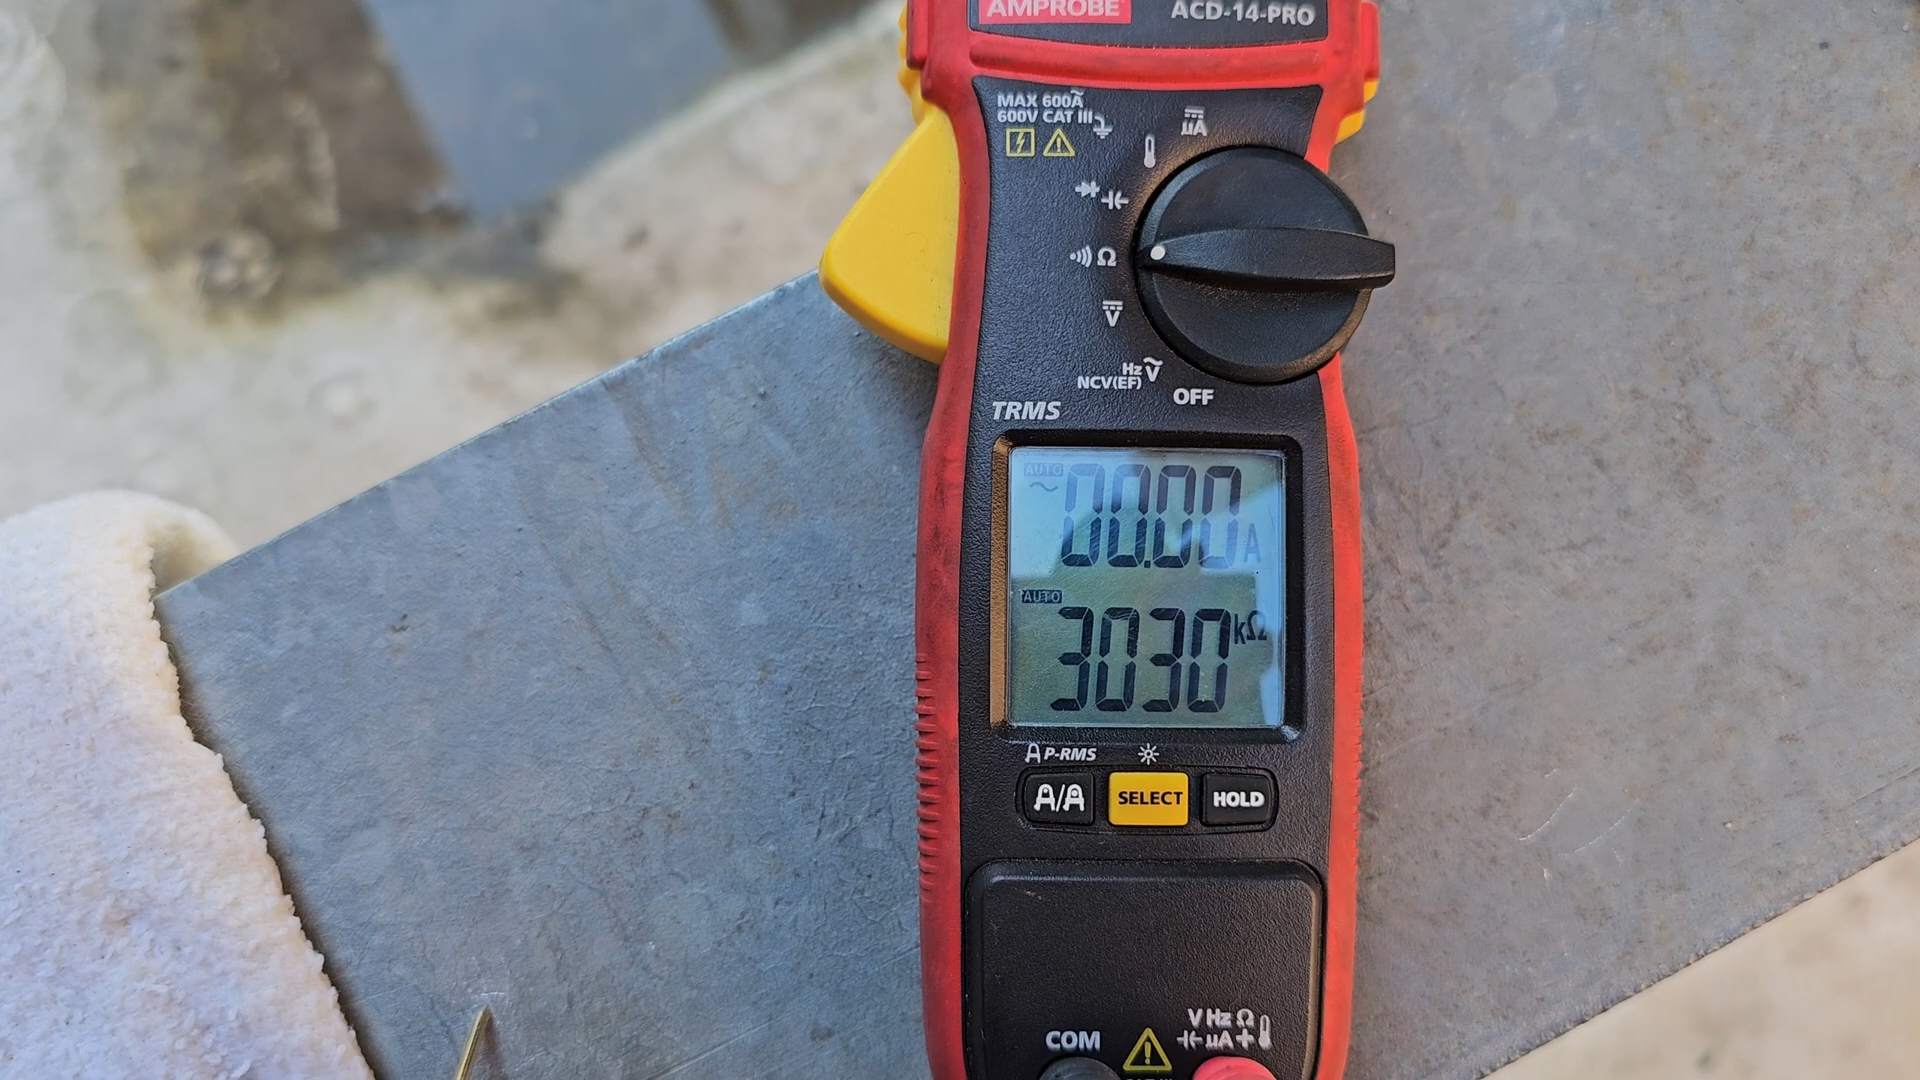 AMPROBE ACD-14-PRO
MAX 600A
600V CAT III
µA
Ω
V
Hz V
NCV(EF)
OFF
TRMS
AUTO
00.00 A
AUTO
3030 kΩ
P-RMS
A/A SELECT HOLD
V Hz Ω
COM µA